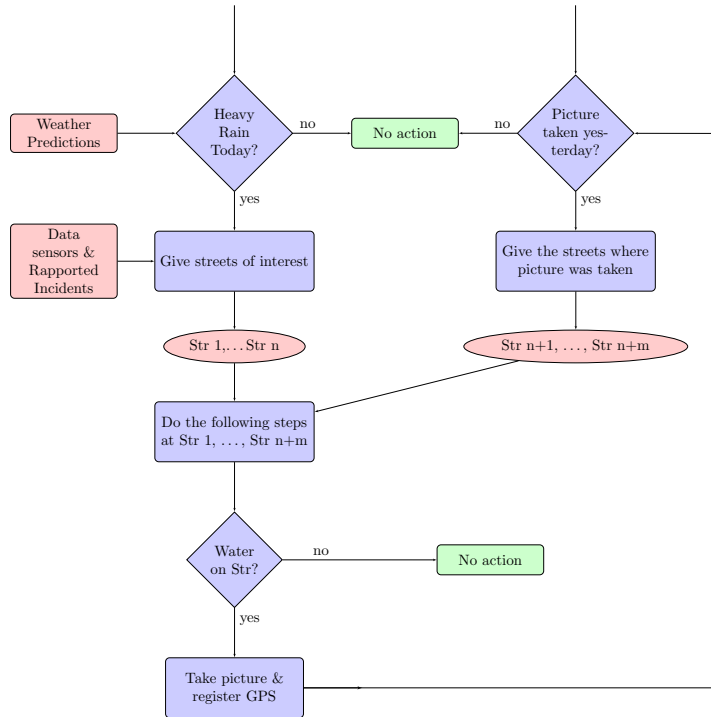 Heavy
Rain
Today?
Picture
taken yes-
terday?
Weather
Predictions
no
No action
no
yes
yes
Data
sensors &
Rapported
Incidents
Give streets of interest
Give the streets where
picture was taken
Str 1,...Str n
Str n+1, ..., Str n+m
Do the following steps
at Str 1, ..., Str n+m
Water
on Str?
no
No action
yes
Take picture &
register GPS